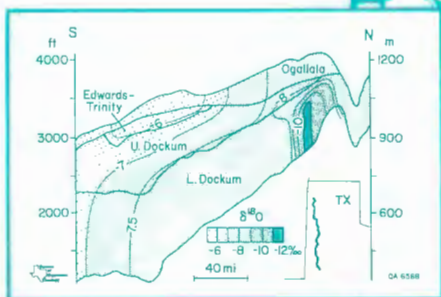 S
N
ft
m
4000
1200
Ogallala
Edwards-
Trinity
-6
-8
3000
-10
900
U. Dockum
-7
L. Dockum
TX
δ¹⁸O
2000
600
-7.5
-6 -8 -10 -12‰
40 mi
QA 6568